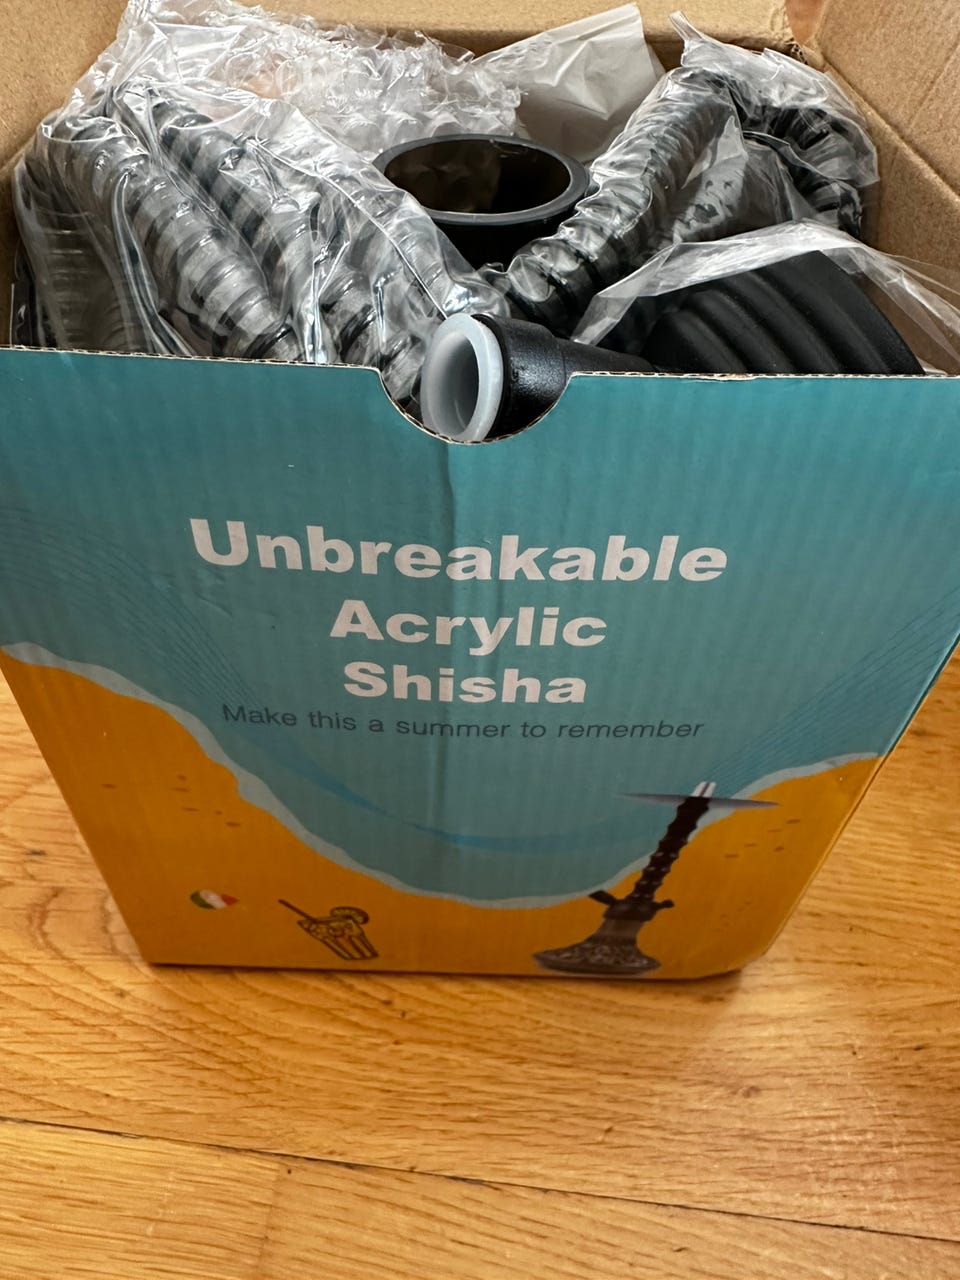 Unbreakable
Acrylic
Shisha
Make this a summer to remember